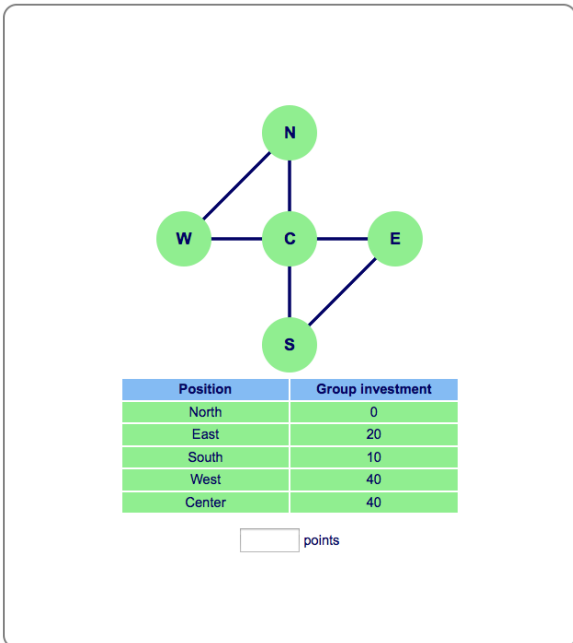 N
W C E
S
Position Group investment
North 0
East 20
South 10
West 40
Center 40
points